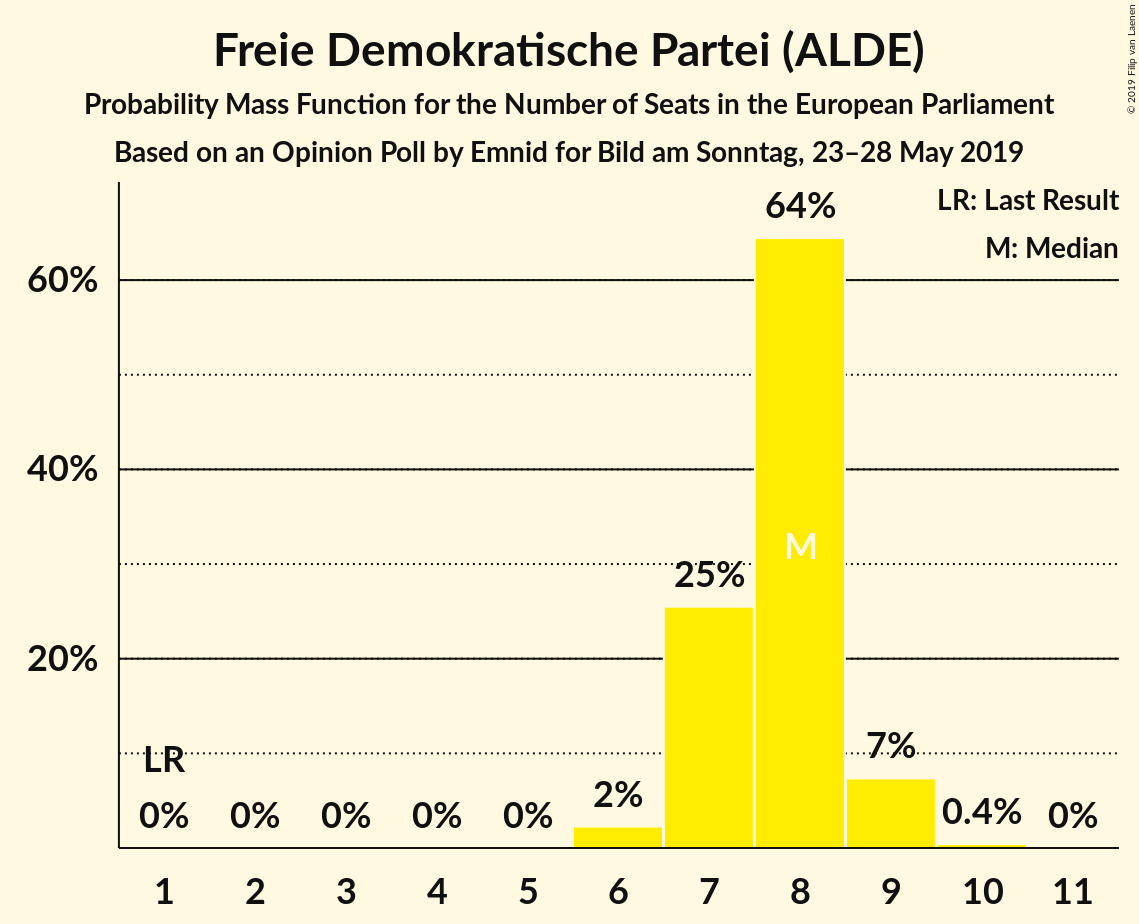 Freie Demokratische Partei (ALDE)
Probability Mass Function for the Number of Seats in the European Parliament
Based on an Opinion Poll by Emnid for Bild am Sonntag, 23–28 May 2019
© 2019 Filip van Laenen
LR: Last Result
M: Median
64%
60%
40%
M
25%
20%
LR
7%
2%
0%
0%
0%
0%
0%
0.4%
0%
1 2 3 4 5 6 7 8 9 10 11